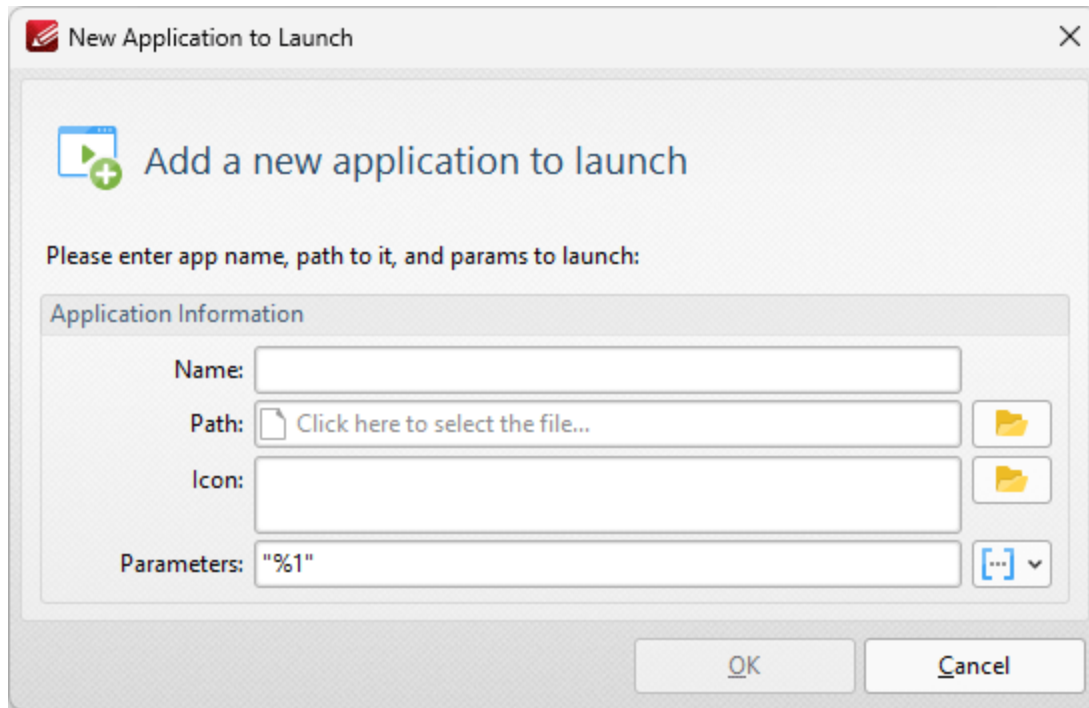 New Application to Launch
Add a new application to launch
Please enter app name, path to it, and params to launch:
Application Information
Name:
Path: Click here to select the file...
Icon:
Parameters: "%1"
OK Cancel